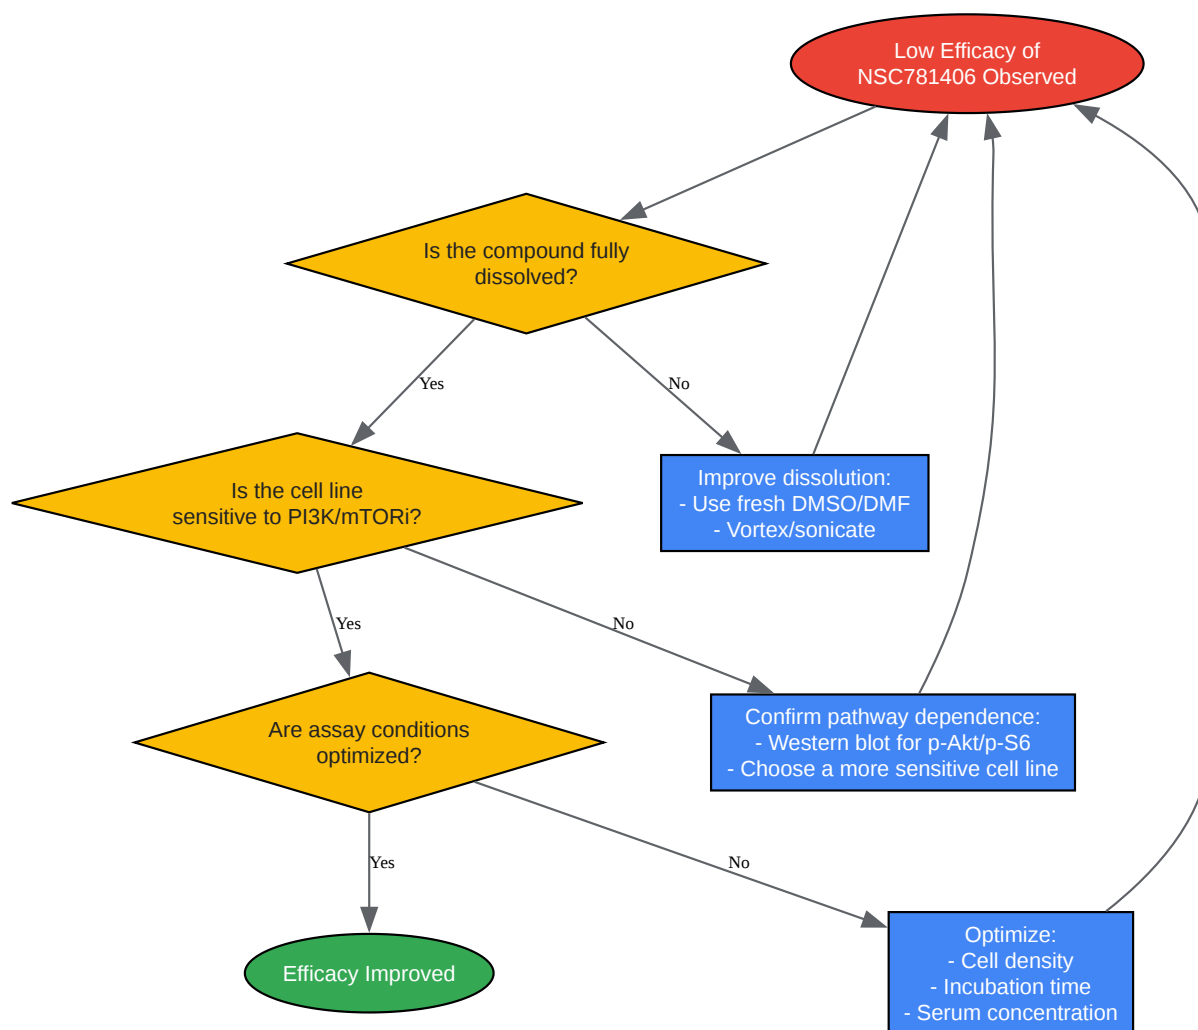 Low Efficacy of
NSC781406 Observed
Is the compound fully
dissolved?
Yes
No
Is the cell line
sensitive to PI3K/mTORi?
Improve dissolution:
- Use fresh DMSO/DMF
- Vortex/sonicate
Yes
No
Are assay conditions
optimized?
Confirm pathway dependence:
- Western blot for p-Akt/p-S6
- Choose a more sensitive cell line
Yes
No
Efficacy Improved
Optimize:
- Cell density
- Incubation time
- Serum concentration